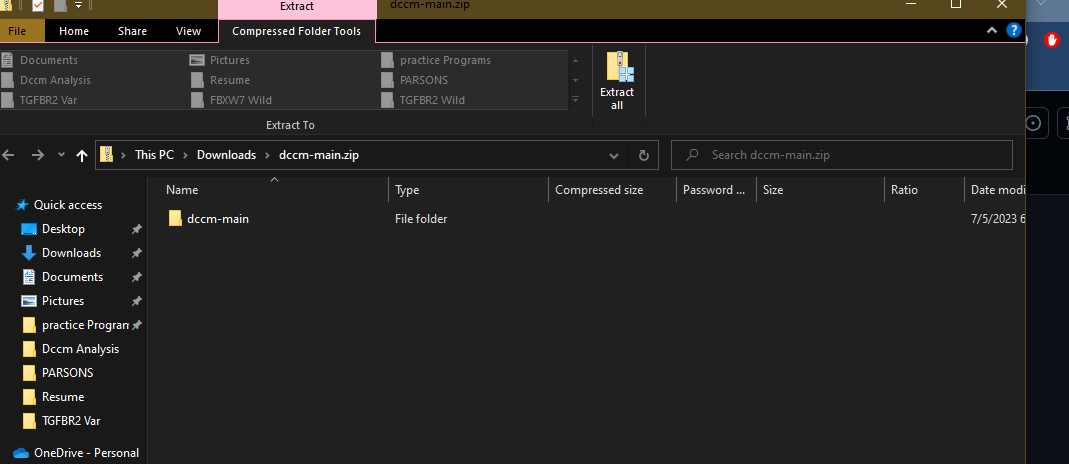 Extract
dccm-main.zip
File
Home
Share
View
Compressed Folder Tools
Documents
Pictures
practice Programs
Dccm Analysis
Resume
PARSONS
TGFBR2 Var
FBXW7 Wild
TGFBR2 Wild
Extract
all
Extract To
This PC
Downloads
dccm-main.zip
Search dccm-main.zip
Name
Type
Compressed size
Password ...
Size
Ratio
Date modi
dccm-main
File folder
7/5/2023 6
Quick access
Desktop
Downloads
Documents
Pictures
practice Program
Dccm Analysis
PARSONS
Resume
TGFBR2 Var
OneDrive - Personal